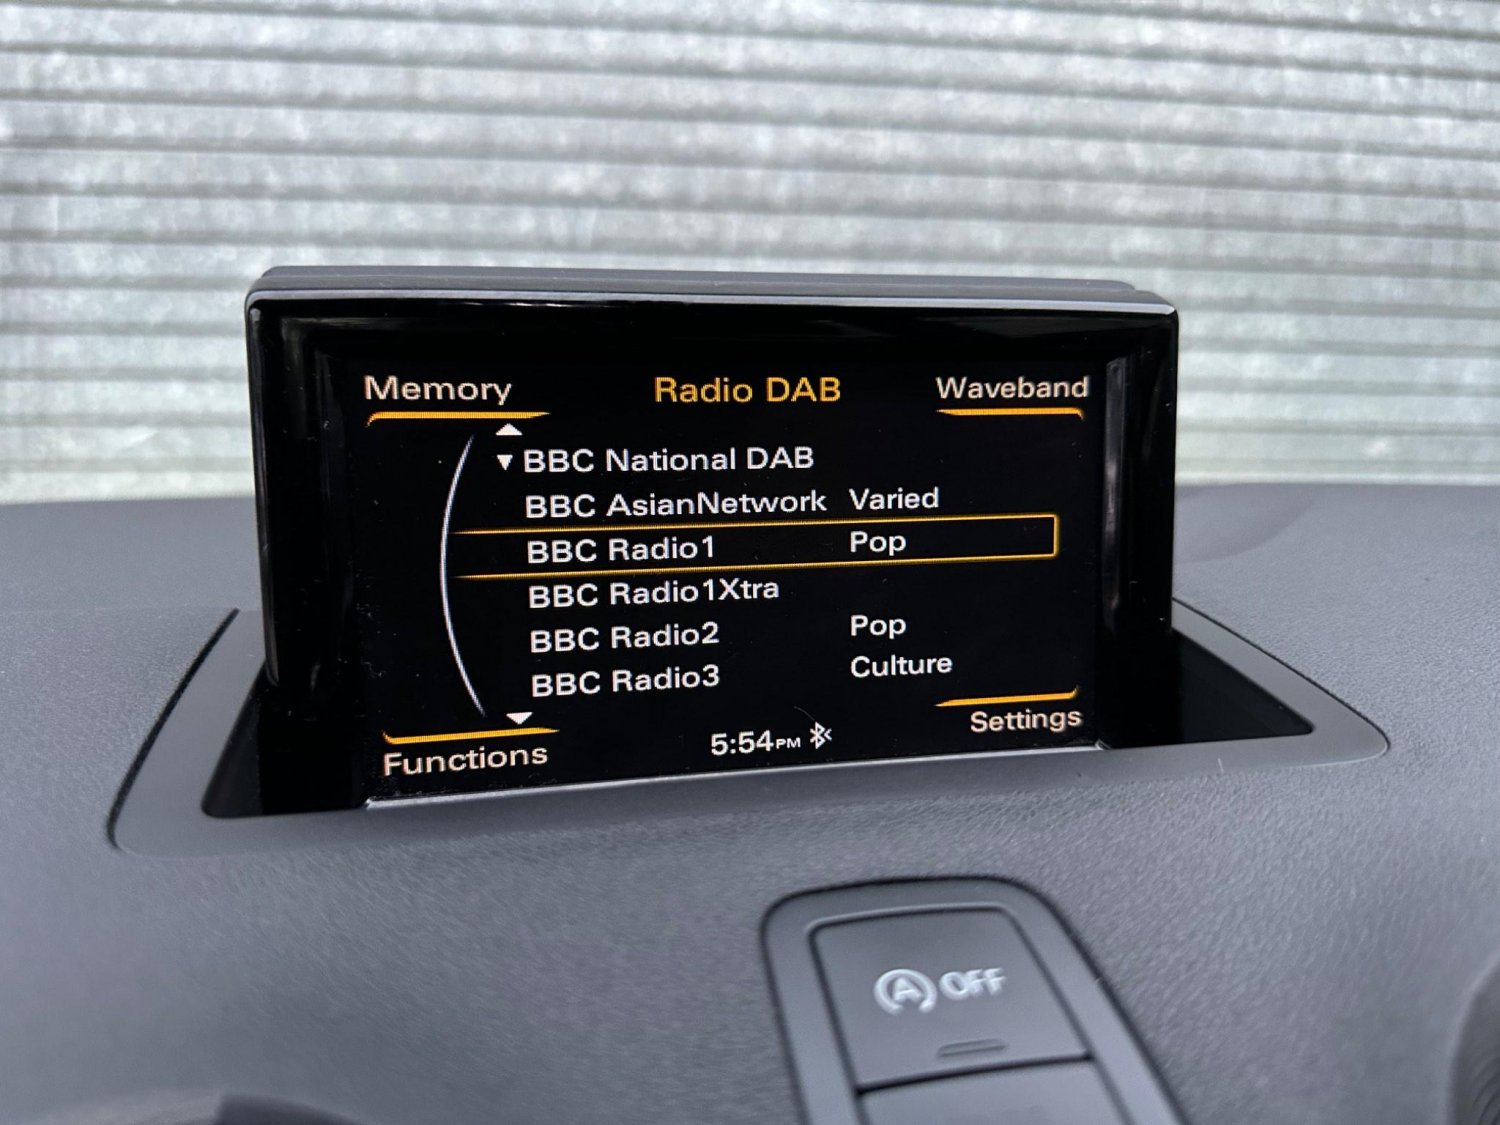 Memory Radio DAB Waveband
BBC National DAB
BBC AsianNetwork Varied
BBC Radio1 Pop
BBC Radio1Xtra
BBC Radio2 Pop
BBC Radio3 Culture
Functions 5:54PM Settings
A OFF